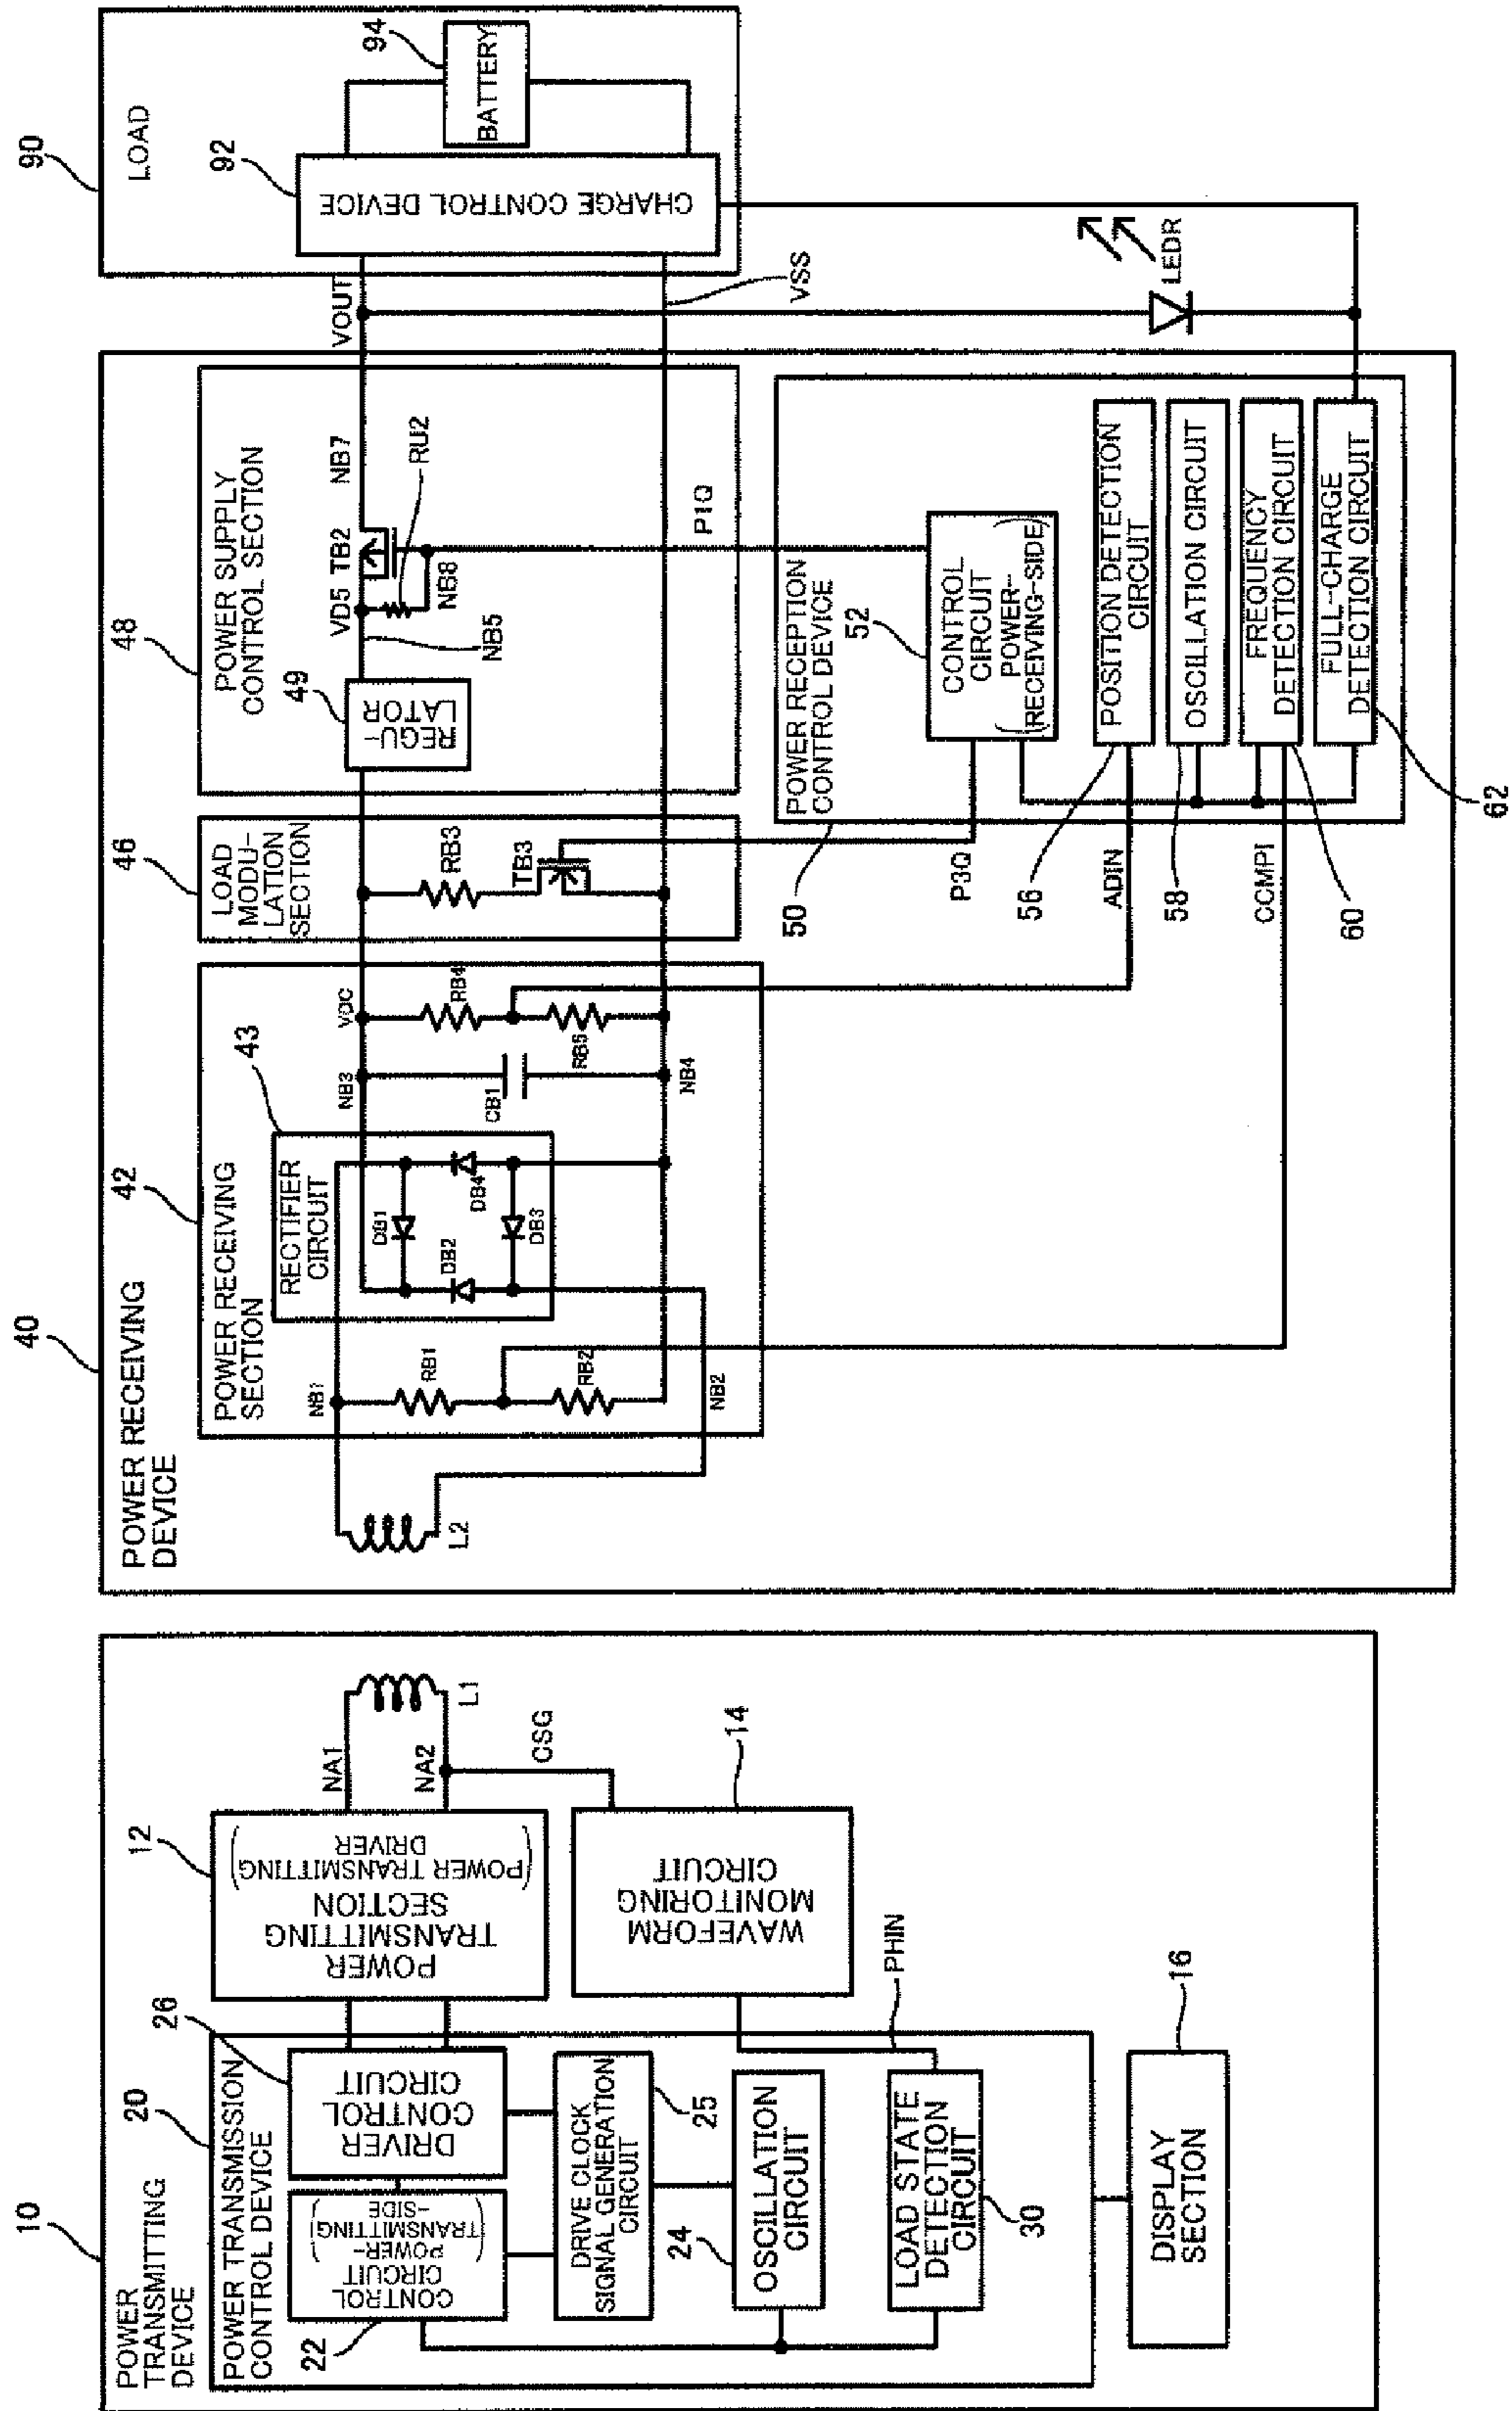 10
POWER
TRANSMITTING
DEVICE
20
POWER TRANSMISSION
CONTROL DEVICE
22
CONTROL
CIRCUIT
(POWER-
TRANSMITTING
-SIDE)
26
DRIVER
CONTROL
CIRCUIT
DRIVE CLOCK
SIGNAL GENERATION
CIRCUIT
25
24
OSCILLATION
CIRCUIT
LOAD STATE
DETECTION
CIRCUIT
30
DISPLAY
SECTION
16
12
POWER
TRANSMITTING
SECTION
(POWER TRANSMITTING
DRIVER)
NA1
NA2
L1
CSG
WAVEFORM
MONITORING
CIRCUIT
14
PHIN
40
POWER RECEIVING
DEVICE
L2
42
POWER RECEIVING
SECTION
NB1
RB1
RB2
NB2
43
RECTIFIER
CIRCUIT
DB1
DB2
DB4
DB3
NB3
CB1
NB4
VDC
RB4
RB5
46
LOAD
MODU-
LATION
SECTION
RB3
TB3
48
POWER SUPPLY
CONTROL SECTION
49
REGU-
LATOR
NB5
VD5
TB2
RU2
NB8
NB7
P1Q
50
POWER RECEPTION
CONTROL DEVICE
52
CONTROL
CIRCUIT
(POWER-
RECEIVING-SIDE)
P3Q
56
POSITION DETECTION
CIRCUIT
ADIN
58
OSCILLATION CIRCUIT
CCMPI
60
FREQUENCY
DETECTION CIRCUIT
62
FULL-CHARGE
DETECTION CIRCUIT
VOUT
VSS
LEDR
90
LOAD
92
CHARGE CONTROL DEVICE
94
BATTERY